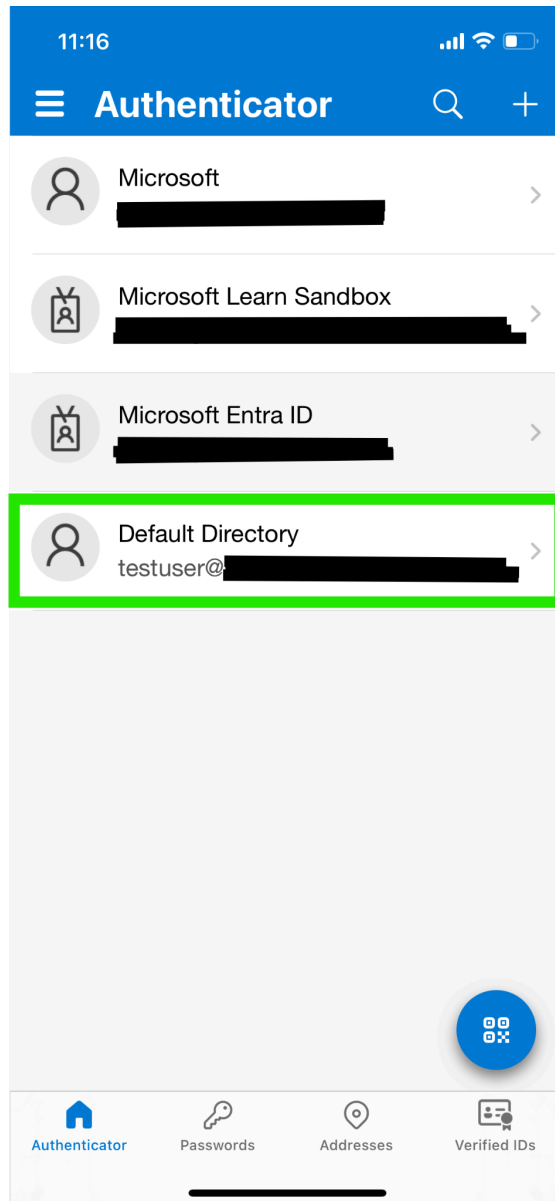 11:16
Authenticator
Microsoft
Microsoft Learn Sandbox
Microsoft Entra ID
Default Directory
testuser@
Authenticator Passwords Addresses Verified IDs